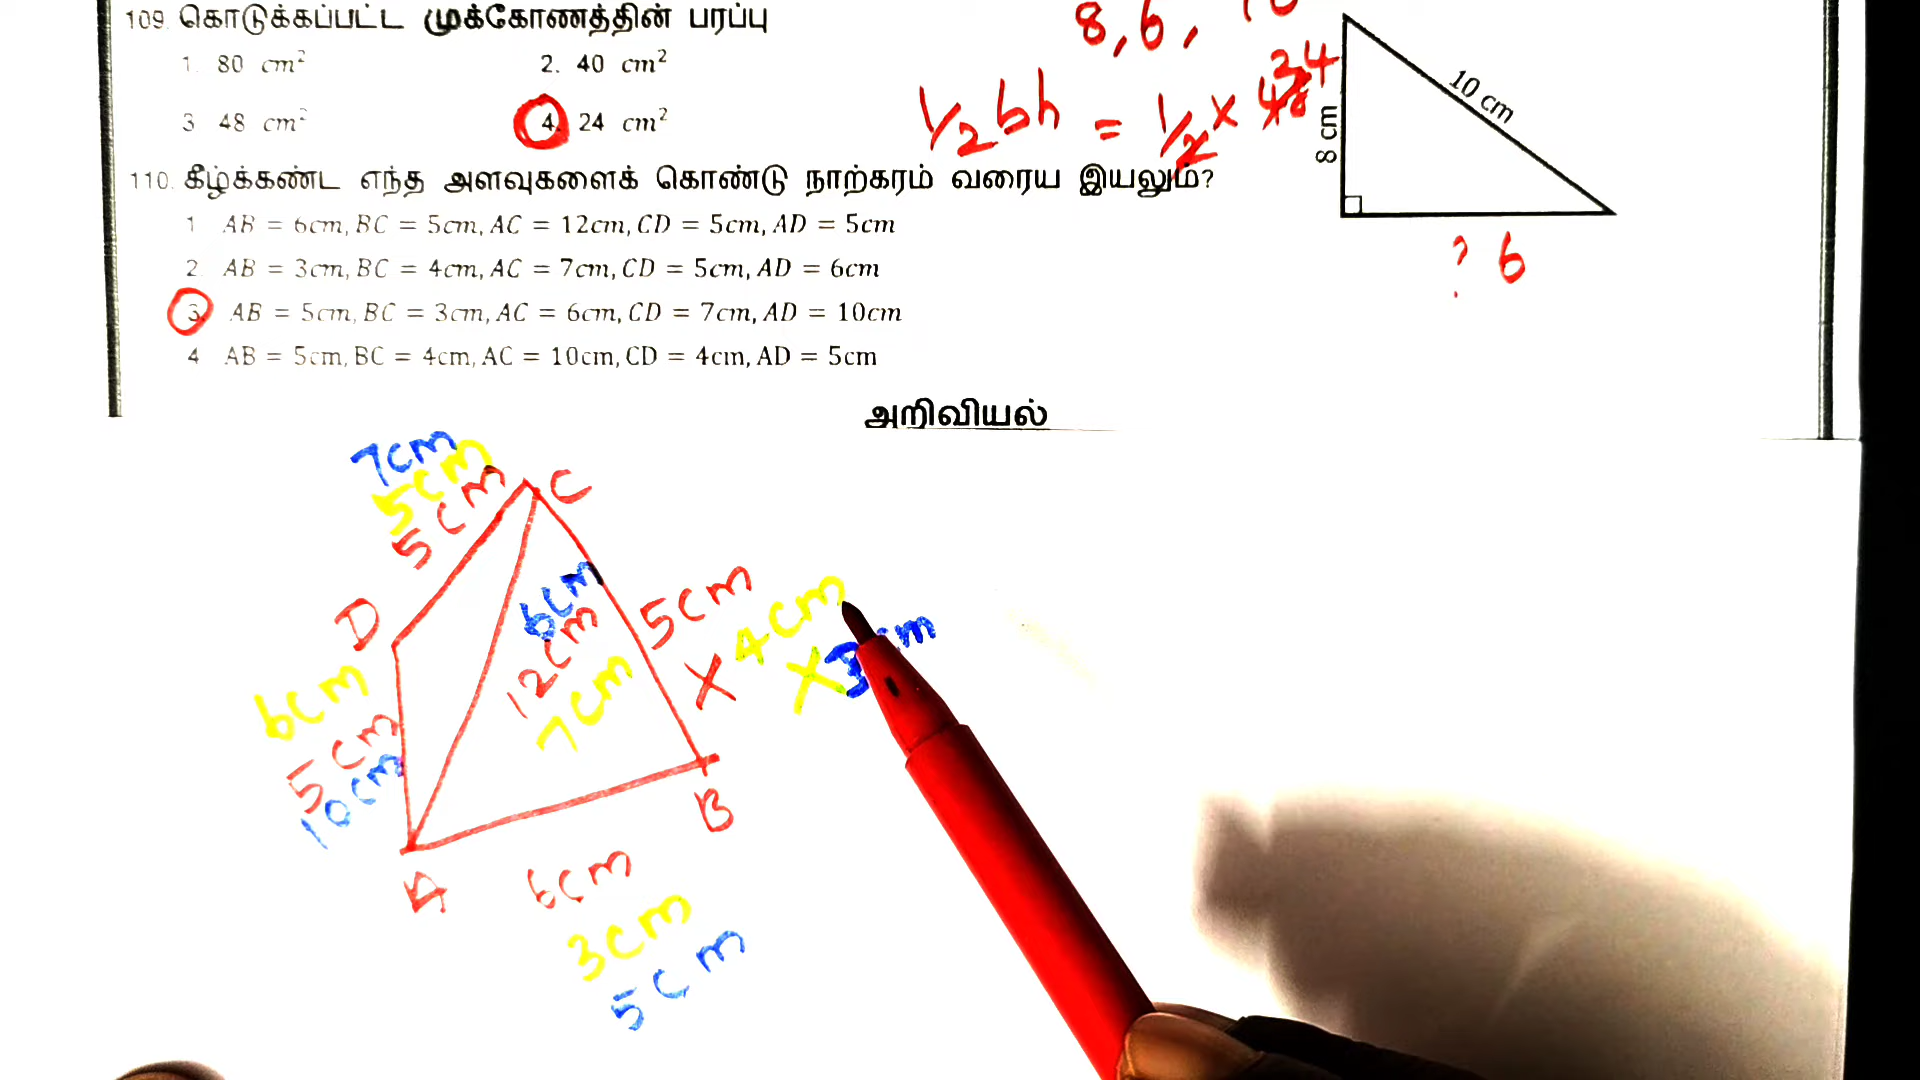 109. கொடுக்கப்பட்ட முக்கோணத்தின் பரப்பு
1. 80 cm²
2. 40 cm²
3 48 cm²
4. 24 cm²
8, 6,
1/2 bh = 1/2 ×
24
8 cm
10 cm
? 6
110. கீழ்க்கண்ட எந்த அளவுகளைக் கொண்டு நாற்கரம் வரைய இயலும்?
1 AB = 6cm, BC = 5cm, AC = 12cm, CD = 5cm, AD = 5cm
2. AB = 3cm, BC = 4cm, AC = 7cm, CD = 5cm, AD = 6cm
3. AB = 5cm, BC = 3cm, AC = 6cm, CD = 7cm, AD = 10cm
4 AB = 5cm, BC = 4cm, AC = 10cm, CD = 4cm, AD = 5cm
அறிவியல்
7cm
5cm
5cm
C
D
6cm
12cm
7cm
5cm
X
4cm
X
6cm
5cm
10cm
A
B
6cm
3cm
5cm